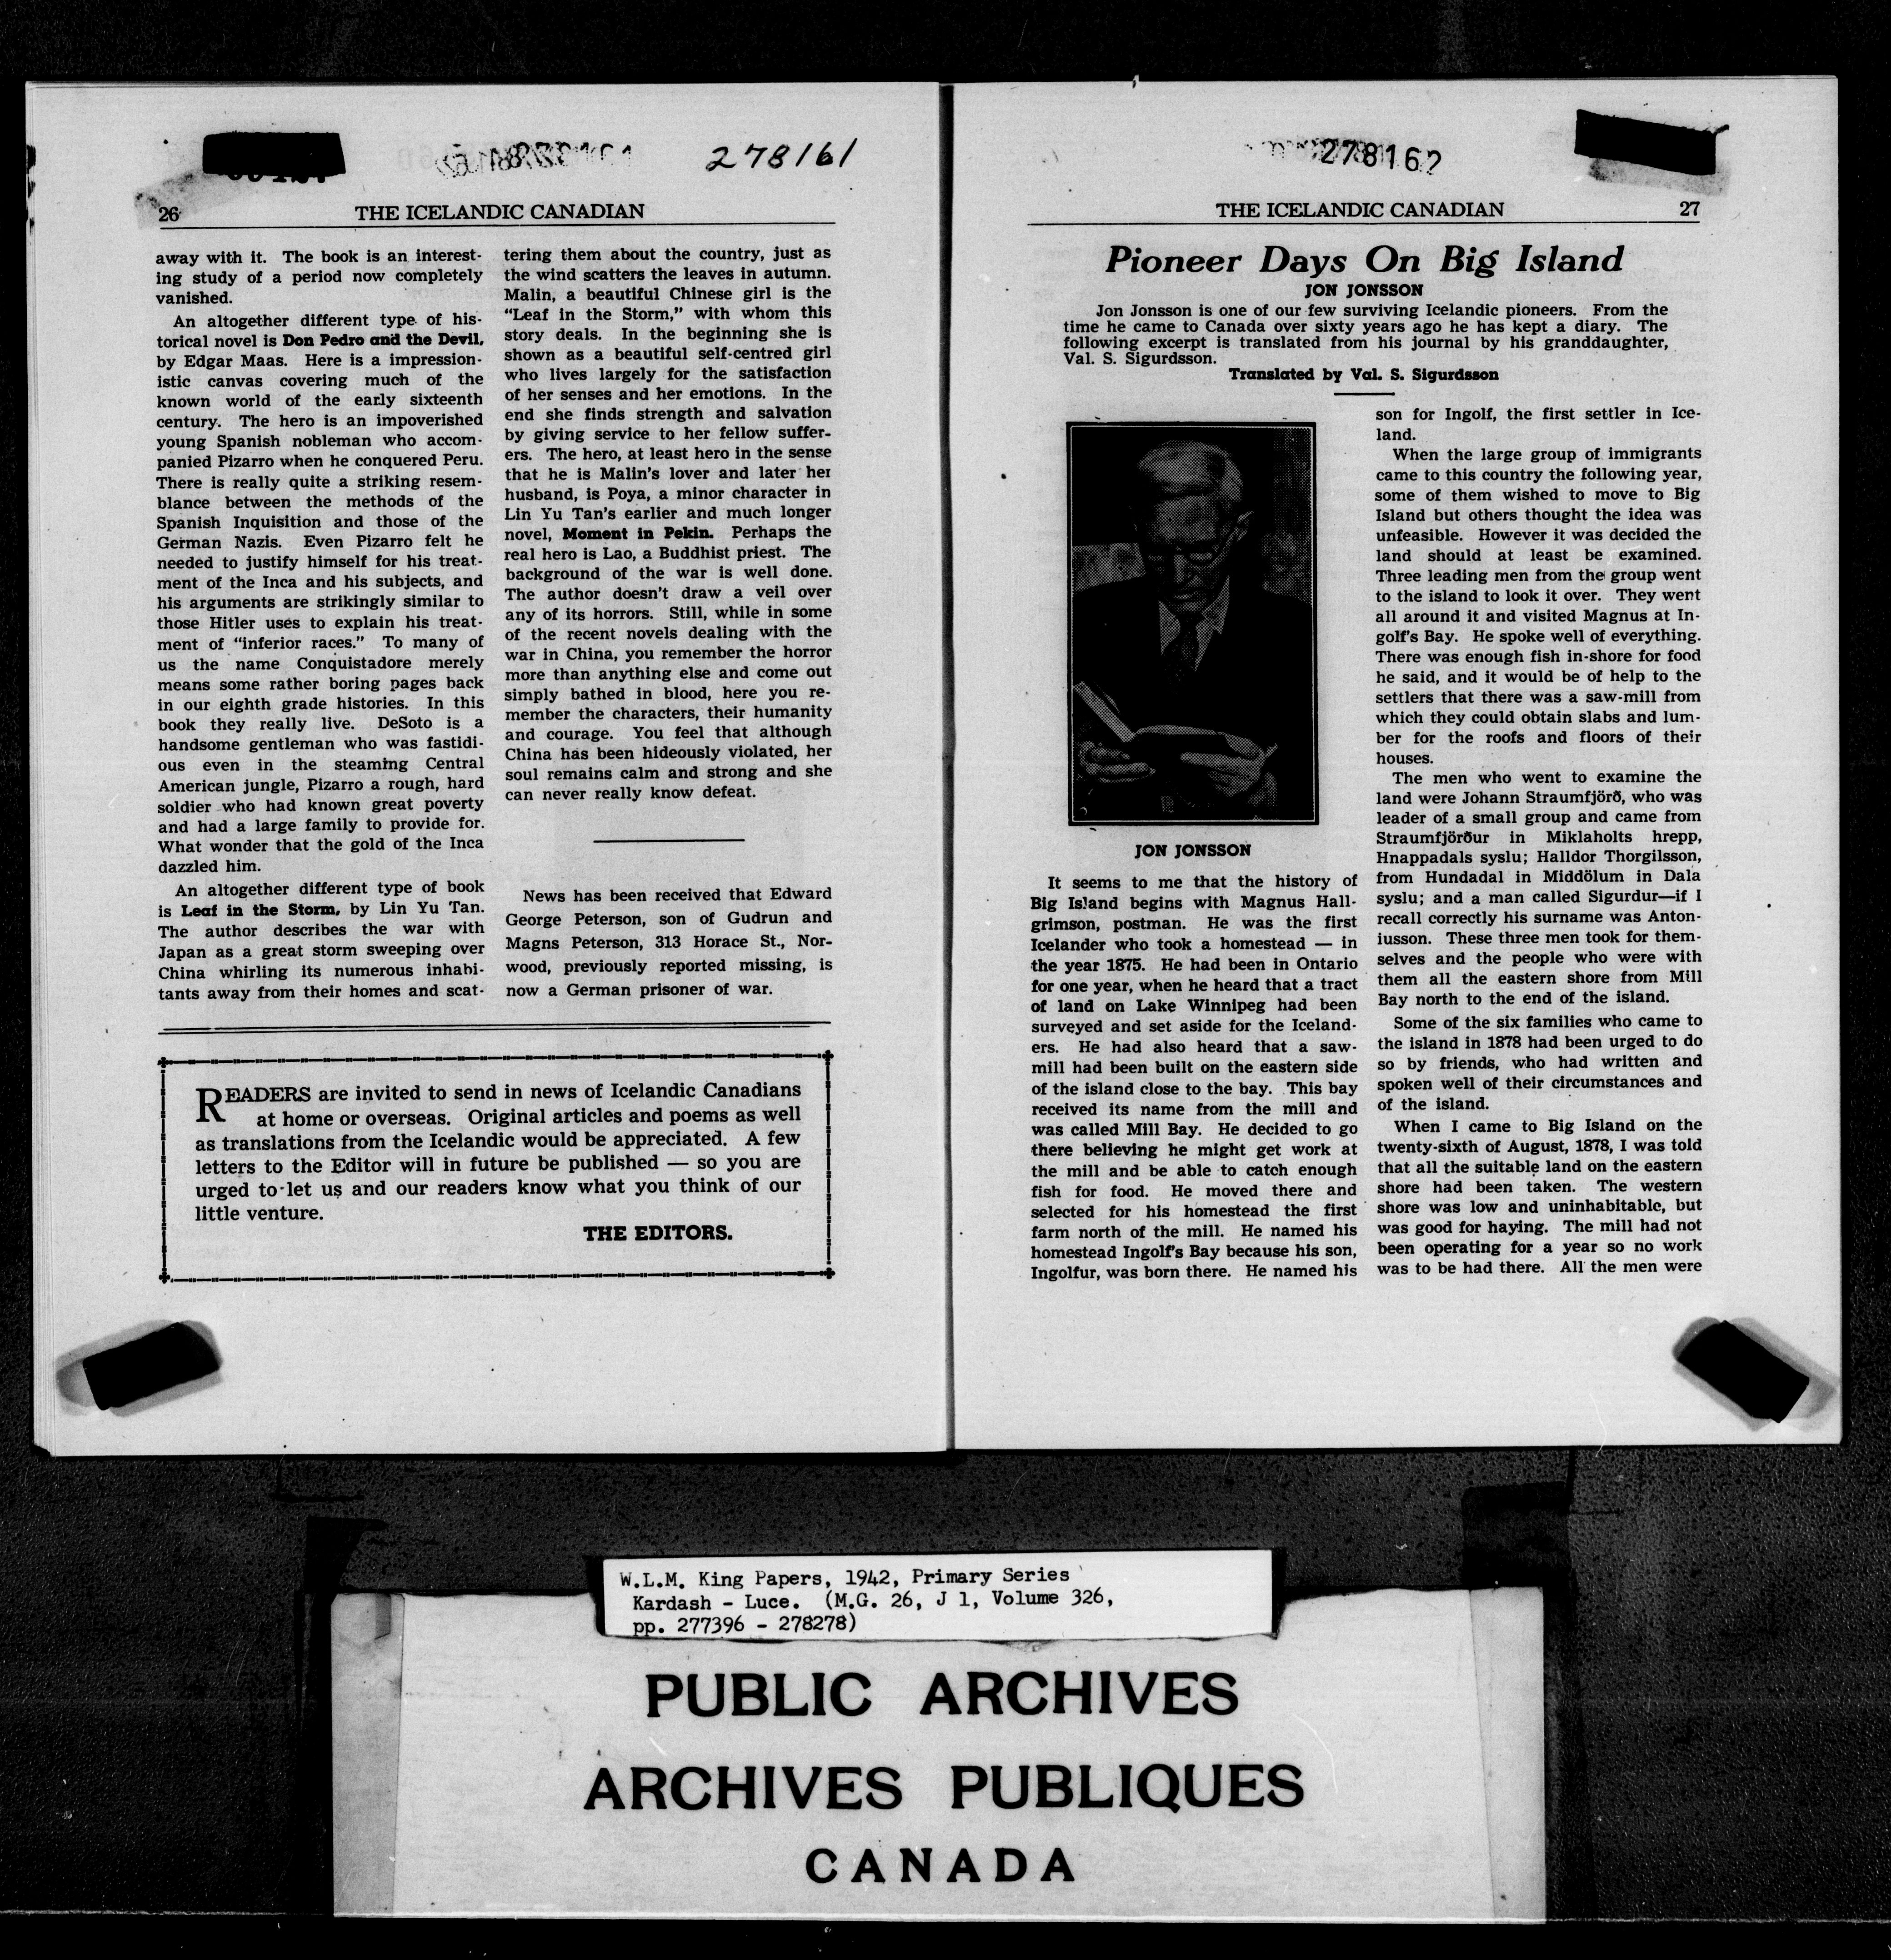 278161
26 THE ICELANDIC CANADIAN
away with it. The book is an interest-
ing study of a period now completely
vanished.
An altogether different type of his-
torical novel is Don Pedro and the Devil,
by Edgar Maas. Here is a impression-
istic canvas covering much of the
known world of the early sixteenth
century. The hero is an impoverished
young Spanish nobleman who accom-
panied Pizarro when he conquered Peru.
There is really quite a striking resem-
blance between the methods of the
Spanish Inquisition and those of the
German Nazis. Even Pizarro felt he
needed to justify himself for his treat-
ment of the Inca and his subjects, and
his arguments are strikingly similar to
those Hitler uses to explain his treat-
ment of "inferior races." To many of
us the name Conquistadore merely
means some rather boring pages back
in our eighth grade histories. In this
book they really live. DeSoto is a
handsome gentleman who was fastidi-
ous even in the steaming Central
American jungle, Pizarro a rough, hard
soldier who had known great poverty
and had a large family to provide for.
What wonder that the gold of the Inca
dazzled him.
An altogether different type of book
is Leaf in the Storm, by Lin Yu Tan.
The author describes the war with
Japan as a great storm sweeping over
China whirling its numerous inhabi-
tants away from their homes and scat-
tering them about the country, just as
the wind scatters the leaves in autumn.
Malin, a beautiful Chinese girl is the
"Leaf in the Storm," with whom this
story deals. In the beginning she is
shown as a beautiful self-centred girl
who lives largely for the satisfaction
of her senses and her emotions. In the
end she finds strength and salvation
by giving service to her fellow suffer-
ers. The hero, at least hero in the sense
that he is Malin's lover and later her
husband, is Poya, a minor character in
Lin Yu Tan's earlier and much longer
novel, Moment in Pekin. Perhaps the
real hero is Lao, a Buddhist priest. The
background of the war is well done.
The author doesn't draw a veil over
any of its horrors. Still, while in some
of the recent novels dealing with the
war in China, you remember the horror
more than anything else and come out
simply bathed in blood, here you re-
member the characters, their humanity
and courage. You feel that although
China has been hideously violated, her
soul remains calm and strong and she
can never really know defeat.
News has been received that Edward
George Peterson, son of Gudrun and
Magns Peterson, 313 Horace St., Nor-
wood, previously reported missing, is
now a German prisoner of war.
READERS are invited to send in news of Icelandic Canadians
at home or overseas. Original articles and poems as well
as translations from the Icelandic would be appreciated. A few
letters to the Editor will in future be published — so you are
urged to let us and our readers know what you think of our
little venture.
THE EDITORS.
278162
THE ICELANDIC CANADIAN 27
Pioneer Days On Big Island
JON JONSSON
Jon Jonsson is one of our few surviving Icelandic pioneers. From the
time he came to Canada over sixty years ago he has kept a diary. The
following excerpt is translated from his journal by his granddaughter,
Val. S. Sigurdsson.
Translated by Val. S. Sigurdsson
JON JONSSON
It seems to me that the history of
Big Island begins with Magnus Hall-
grimson, postman. He was the first
Icelander who took a homestead — in
the year 1875. He had been in Ontario
for one year, when he heard that a tract
of land on Lake Winnipeg had been
surveyed and set aside for the Iceland-
ers. He had also heard that a saw-
mill had been built on the eastern side
of the island close to the bay. This bay
received its name from the mill and
was called Mill Bay. He decided to go
there believing he might get work at
the mill and be able to catch enough
fish for food. He moved there and
selected for his homestead the first
farm north of the mill. He named his
homestead Ingolf's Bay because his son,
Ingolfur, was born there. He named his
son for Ingolf, the first settler in Ice-
land.
When the large group of immigrants
came to this country the following year,
some of them wished to move to Big
Island but others thought the idea was
unfeasible. However it was decided the
land should at least be examined.
Three leading men from the group went
to the island to look it over. They went
all around it and visited Magnus at In-
golf's Bay. He spoke well of everything.
There was enough fish in-shore for food
he said, and it would be of help to the
settlers that there was a saw-mill from
which they could obtain slabs and lum-
ber for the roofs and floors of their
houses.
The men who went to examine the
land were Johann Straumfjörð, who was
leader of a small group and came from
Straumfjörður in Miklaholts hrepp,
Hnappadals syslu; Halldor Thorgilsson,
from Hundadal in Middölum in Dala
syslu; and a man called Sigurdur—if I
recall correctly his surname was Anton-
iusson. These three men took for them-
selves and the people who were with
them all the eastern shore from Mill
Bay north to the end of the island.
Some of the six families who came to
the island in 1878 had been urged to do
so by friends, who had written and
spoken well of their circumstances and
of the island.
When I came to Big Island on the
twenty-sixth of August, 1878, I was told
that all the suitable land on the eastern
shore had been taken. The western
shore was low and uninhabitable, but
was good for haying. The mill had not
been operating for a year so no work
was to be had there. All the men were
W.L.M. King Papers, 1942, Primary Series
Kardash - Luce. (M.G. 26, J 1, Volume 326,
pp. 277396 - 278278)
PUBLIC ARCHIVES
ARCHIVES PUBLIQUES
CANADA